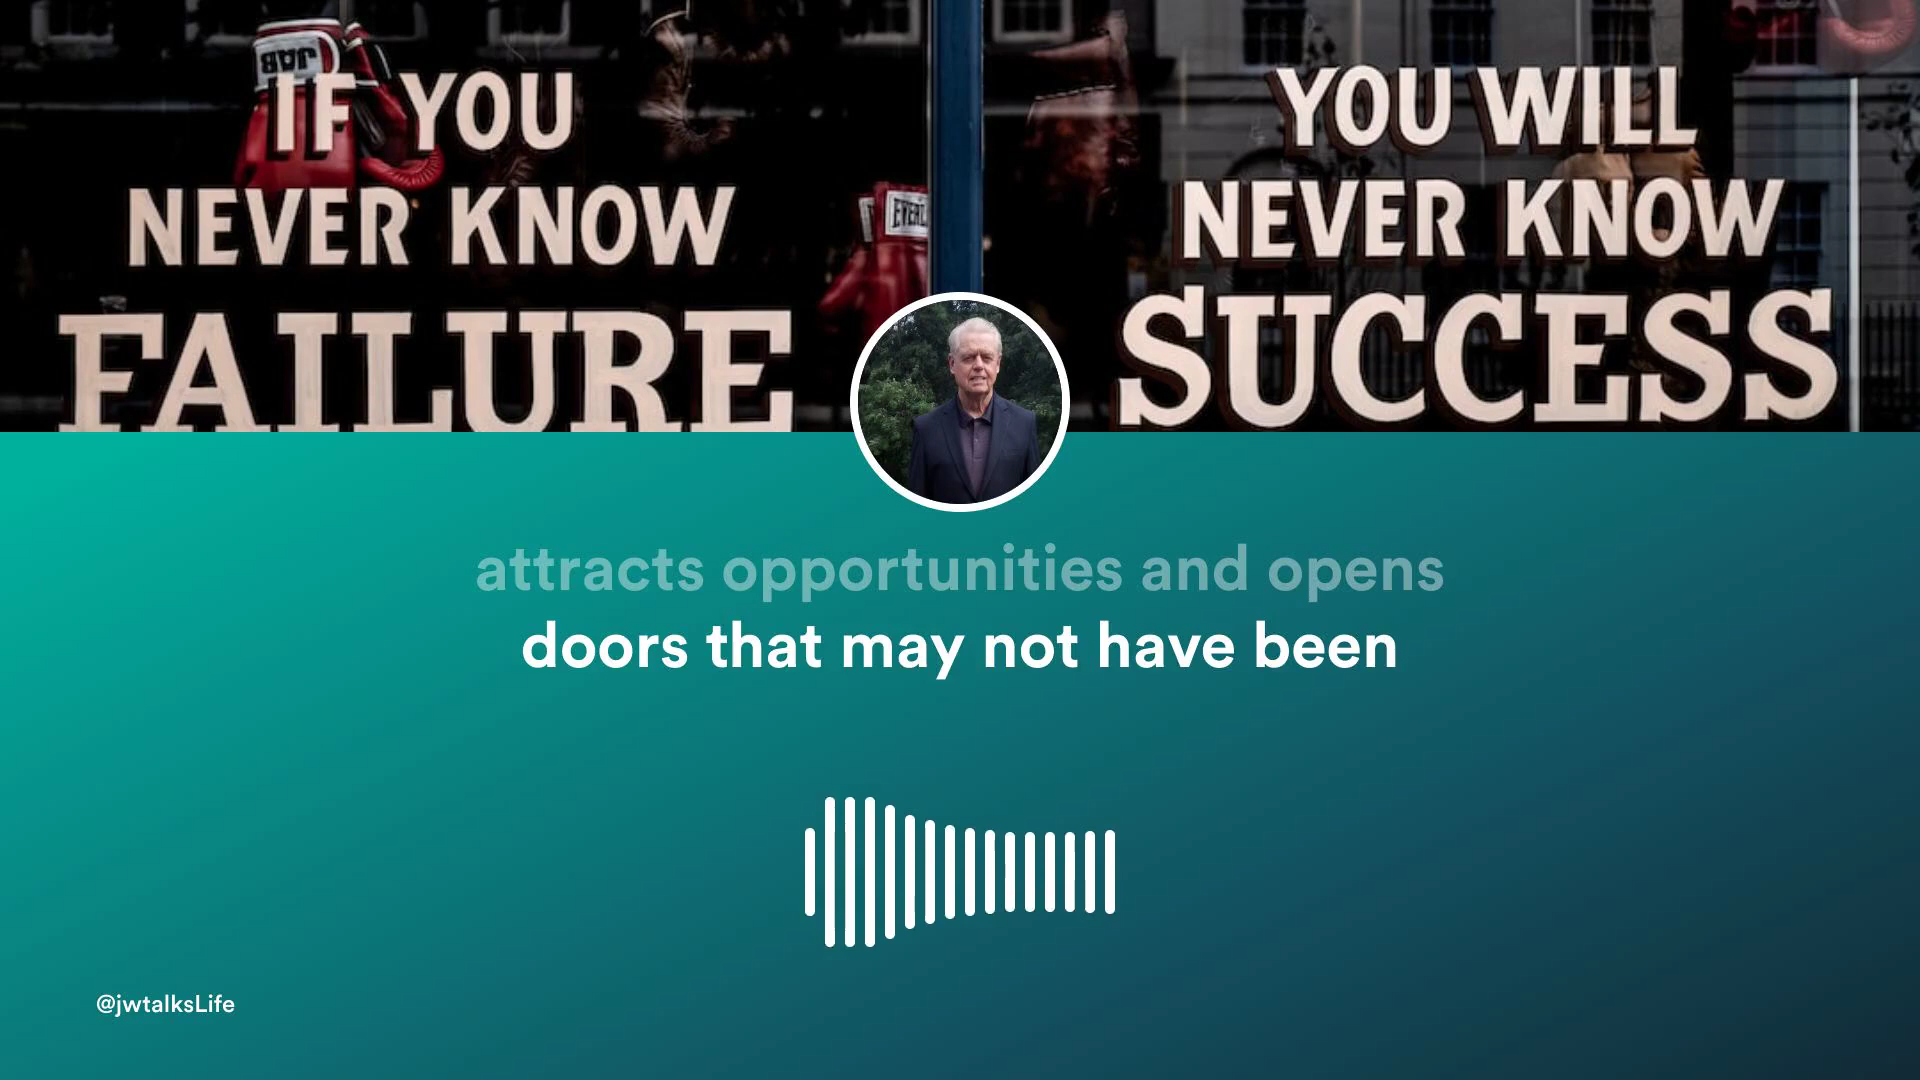 IF YOU
NEVER KNOW
FAILURE
YOU WILL
NEVER KNOW
SUCCESS
attracts opportunities and opens
doors that may not have been
@jwtalksLife